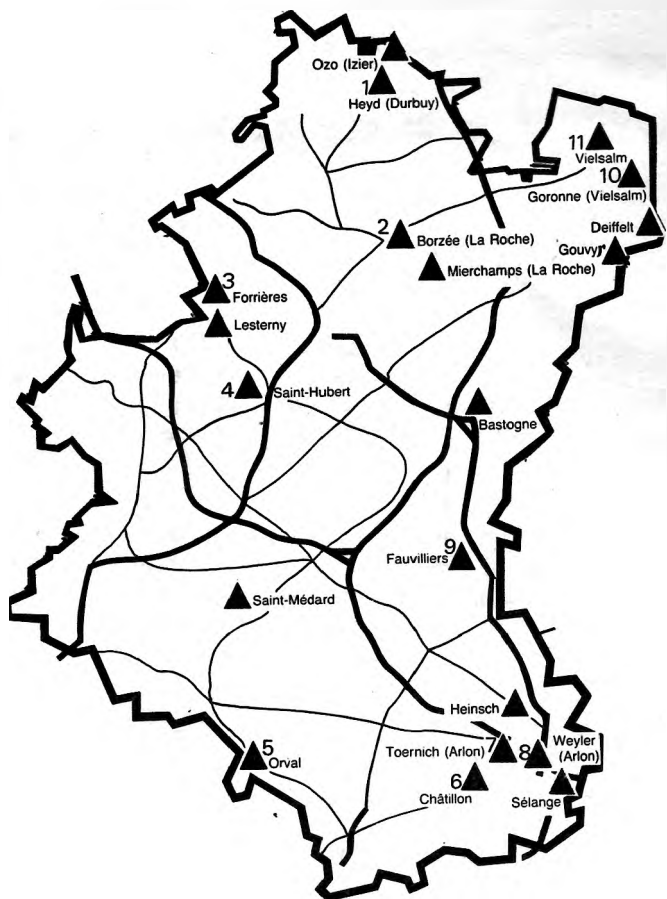 Ozo (Izier)
1
Heyd (Durbuy)
11
Vielsalm
10
Goronne (Vielsalm)
Deiffelt
Gouvy
2
Borzée (La Roche)
Mierchamps (La Roche)
3
Forrières
Lesterny
4
Saint-Hubert
Bastogne
9
Fauvilliers
Saint-Médard
Heinsch
5
Orval
Toernich (Arlon)
7
8
Weyler
(Arlon)
6
Châtillon
Sélange